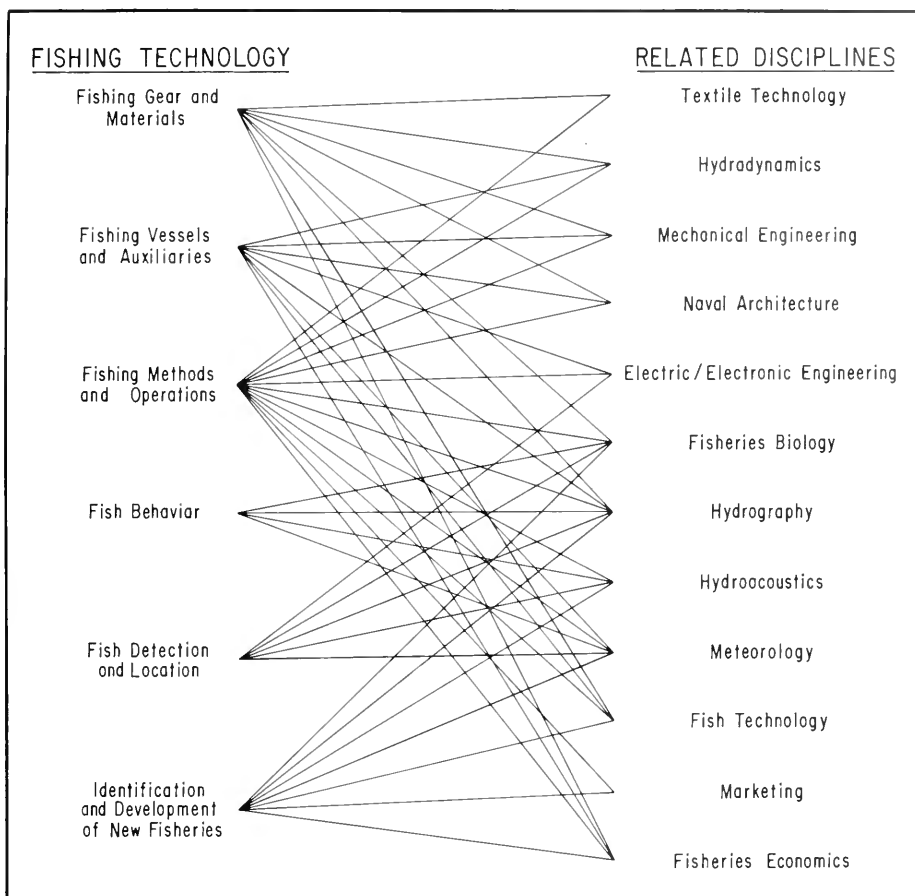 FISHING TECHNOLOGY
Fishing Gear and
Materials
Fishing Vessels
and Auxiliaries
Fishing Methods
and Operations
Fish Behaviar
Fish Detection
ond Location
Identification
and Development
of New Fisheries
RELATED DISCIPLINES
Textile Technology
Hydradynamics
Mechanical Engineering
Naval Architecture
Electric/Electronic Engineering
Fisheries Biology
Hydrography
Hydroacoustics
Meteorology
Fish Technology
Marketing
Fisheries Economics